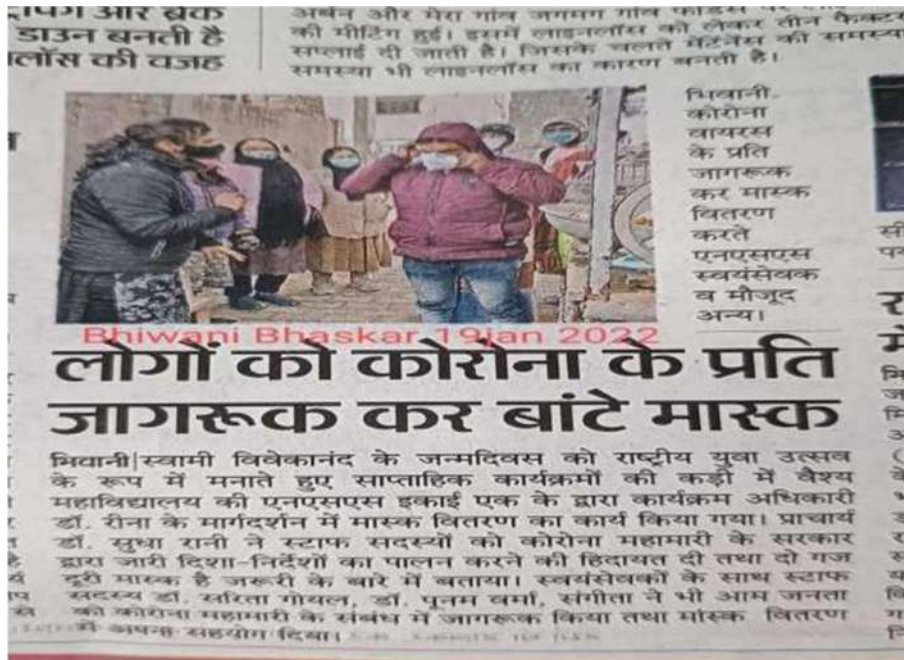 ट्रिपिंग और ब्रेक
डाउन बनती है
लॉस की वजह
अर्बन और मेरा गांव जगमग गांव फीडर्स पर लाइ
की मीटिंग हुई। इसमें लाइनलॉस को लेकर तीन फैक्टर
सप्लाई दी जाती है। जिसके चलते मेंटेनेंस की समस्या
समस्या भी लाइनलॉस का कारण बनती है।
भिवानी.
कोरोना
वायरस
के प्रति
जागरूक
कर मास्क
वितरण
करते
एनएसएस
स्वयंसेवक
व मौजूद
अन्य।
Bhiwani Bhaskar 19jan 2022
लोगों को कोरोना के प्रति
जागरूक कर बांटे मास्क
भिवानी|स्वामी विवेकानंद के जन्मदिवस को राष्ट्रीय युवा उत्सव
के रूप में मनाते हुए साप्ताहिक कार्यक्रमों की कड़ी में वैश्य
महाविद्यालय की एनएसएस इकाई एक के द्वारा कार्यक्रम अधिकारी
डॉ. रीना के मार्गदर्शन में मास्क वितरण का कार्य किया गया। प्राचार्य
डॉ. सुधा रानी ने स्टाफ सदस्यों को कोरोना महामारी के सरकार
द्वारा जारी दिशा-निर्देशों का पालन करने की हिदायत दी तथा दो गज
दूरी मास्क है जरूरी के बारे में बताया। स्वयंसेवकों के साथ स्टाफ
सदस्य डॉ. सरिता गोयल, डॉ. पूनम वर्मा, संगीता ने भी आम जनता
को कोरोना महामारी के संबंध में जागरूक किया तथा मास्क वितरण
में अपना सहयोग दिया।